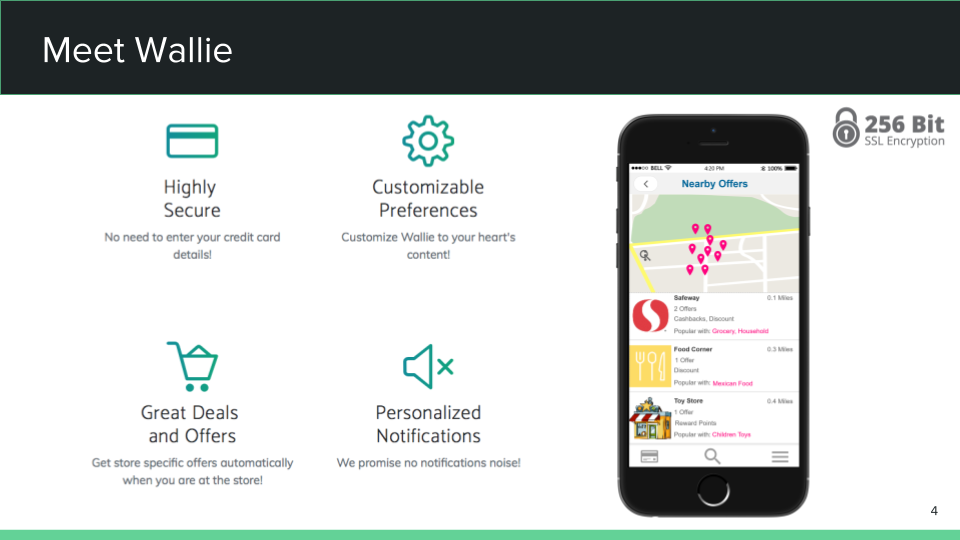 Meet Wallie
Highly
Secure
No need to enter your credit card
details!
Customizable
Preferences
Customize Wallie to your heart's
content!
Great Deals
and Offers
Get store specific offers automatically
when you are at the store!
Personalized
Notifications
We promise no notifications noise!
BELL 4:20 PM 100%
Nearby Offers
Safeway 0.1 Miles
2 Offers
Cashbacks, Discount
Popular with: Grocery, Household
Food Corner 0.3 Miles
1 Offer
Discount
Popular with: Mexican Food
Toy Store 0.4 Miles
1 Offer
Reward Points
Popular with: Children Toys
256 Bit
SSL Encryption
4